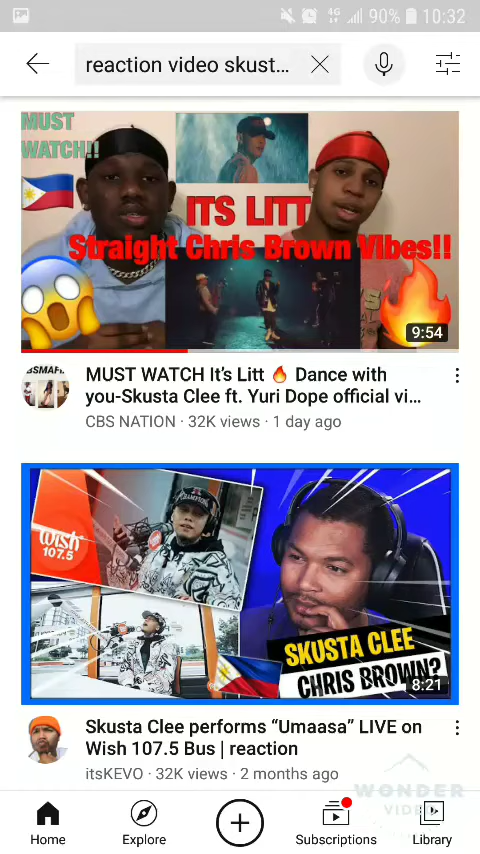 4G 90% 10:32
reaction video skust...
MUST
WATCH!!
ITS LITT
Straight Chris Brown Vibes!!
9:54
MUST WATCH It's Litt 🔥 Dance with
you-Skusta Clee ft. Yuri Dope official vi...
CBS NATION · 32K views · 1 day ago
wish
107.5
SKUSTA CLEE
CHRIS BROWN?
8:21
Skusta Clee performs “Umaasa” LIVE on
Wish 107.5 Bus | reaction
itsKEVO · 32K views · 2 months ago
WONDER
VIDEO
Home Explore Subscriptions Library